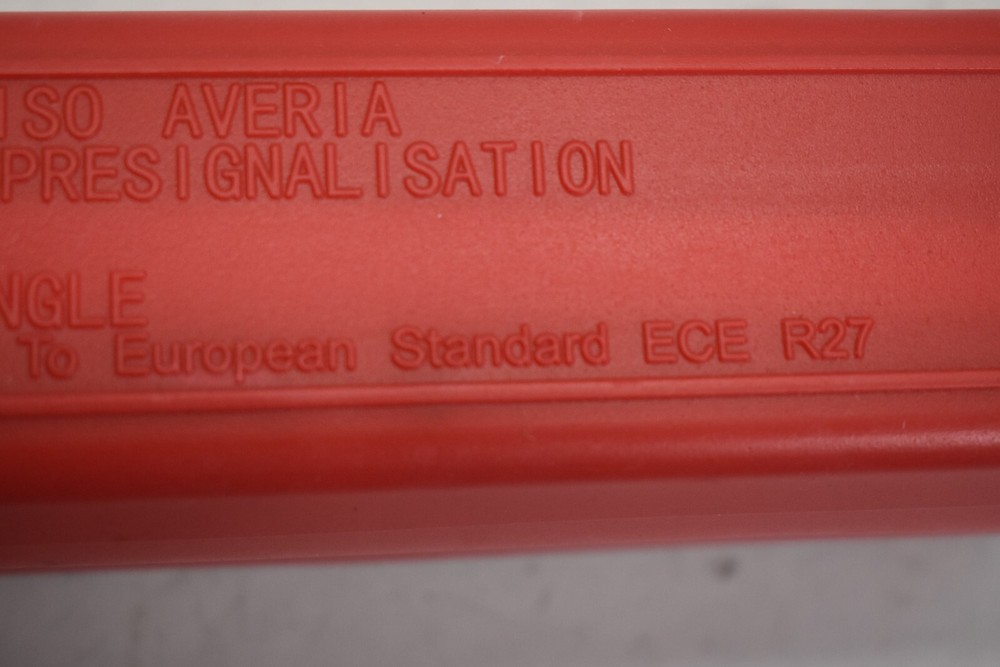 ISO AVERIA
PRESIGNALISATION
NGLE
To European Standard ECE R27